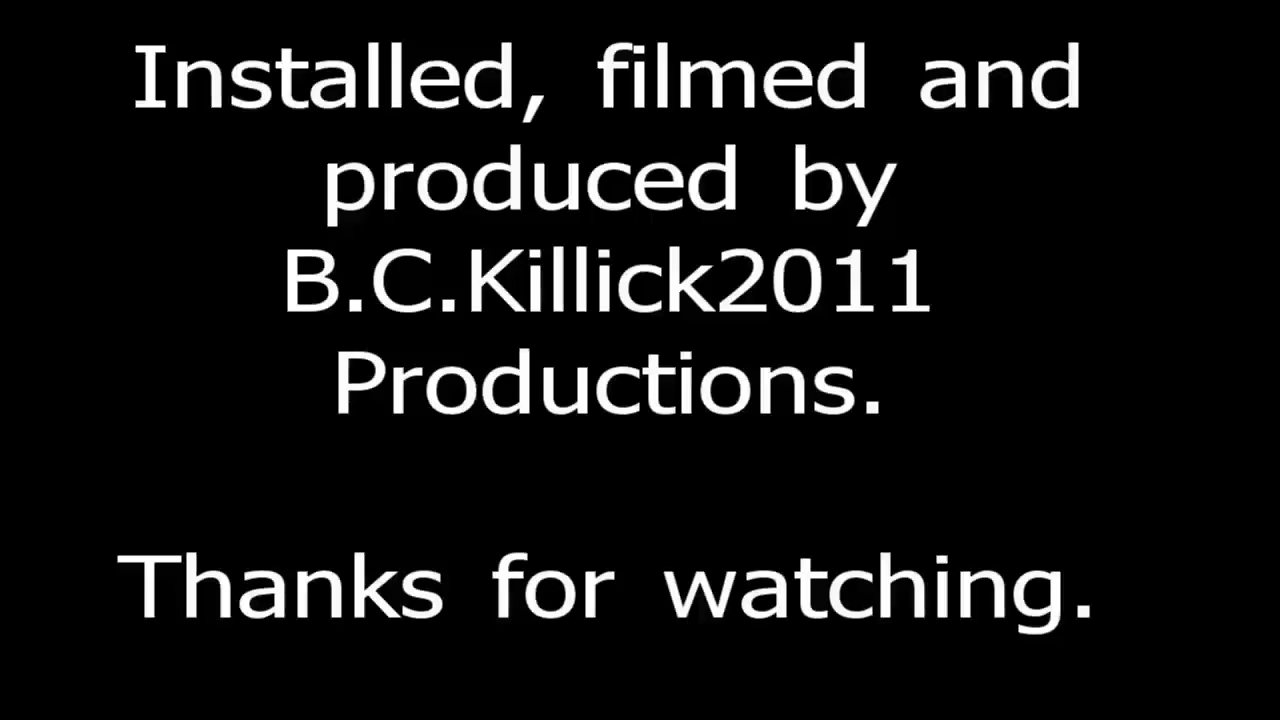 Installed, filmed and
produced by
B.C.Killick2011
Productions.
Thanks for watching.